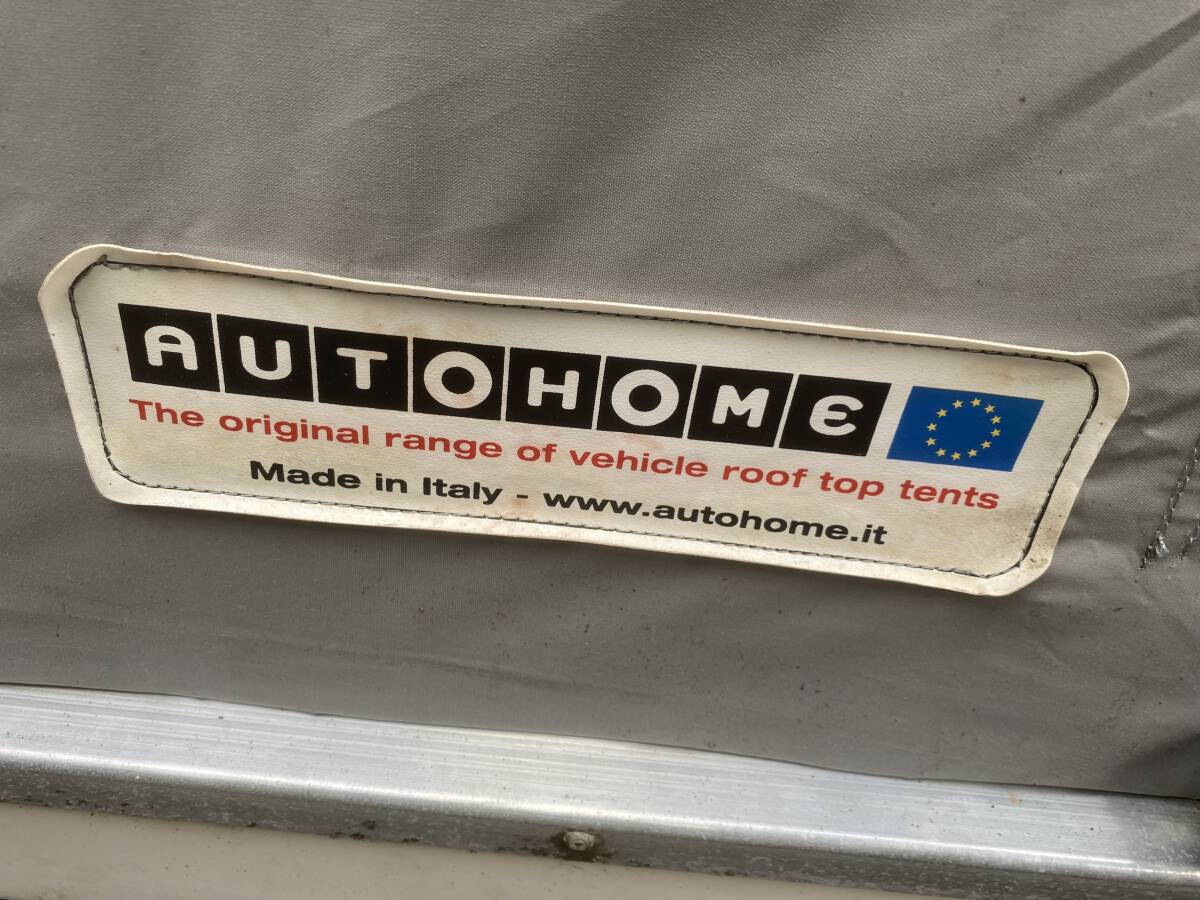 AUTOHOME
The original range of vehicle roof top tents
Made in Italy - www.autohome.it